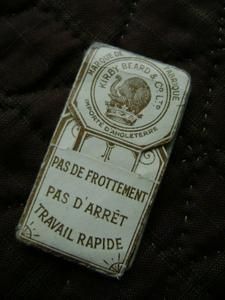 MARQUE DE FABRIQUE
KIRBY BEARD & CO LTD
IMPORTÉ D'ANGLETERRE
PAS DE FROTTEMENT
PAS D'ARRÊT
TRAVAIL RAPIDE